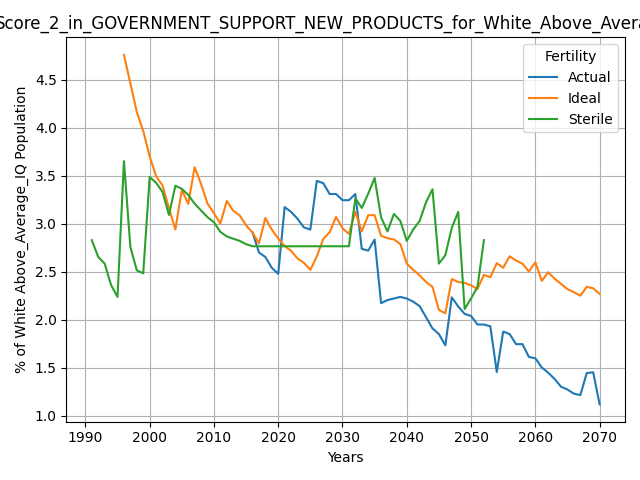 Score_2_in_GOVERNMENT_SUPPORT_NEW_PRODUCTS_for_White_Above_Avera
Fertility
Actual
Ideal
Sterile
% of White Above_Average_IQ Population
4.5
4.0
3.5
3.0
2.5
2.0
1.5
1.0
1990 2000 2010 2020 2030 2040 2050 2060 2070
Years